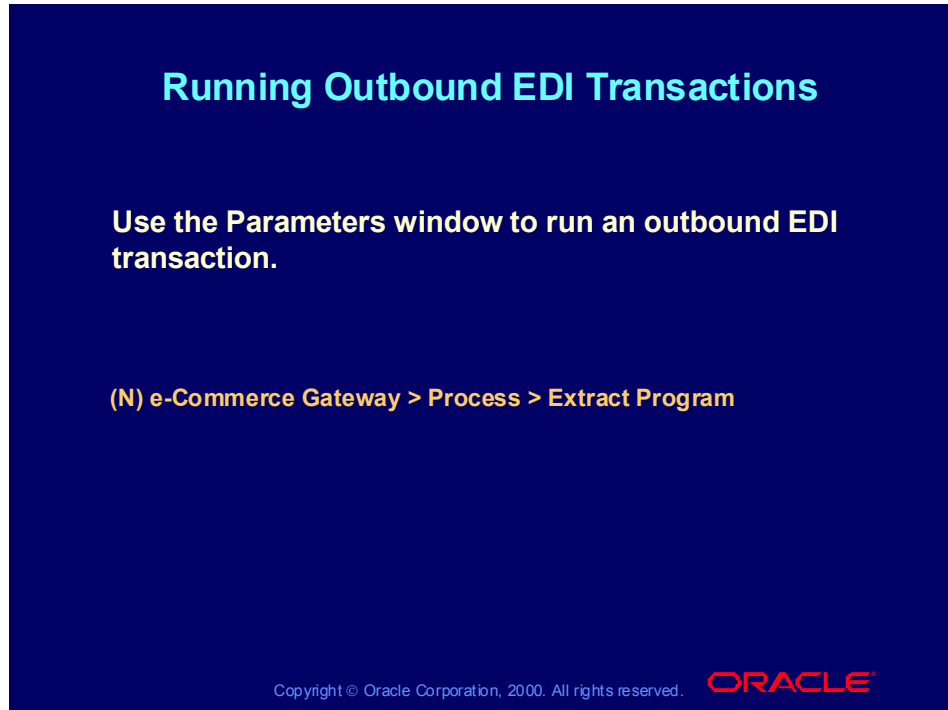 Running Outbound EDI Transactions
Use the Parameters window to run an outbound EDI
transaction.
(N) e-Commerce Gateway > Process > Extract Program
Copyright © Oracle Corporation, 2000. All rights reserved.
ORACLE®